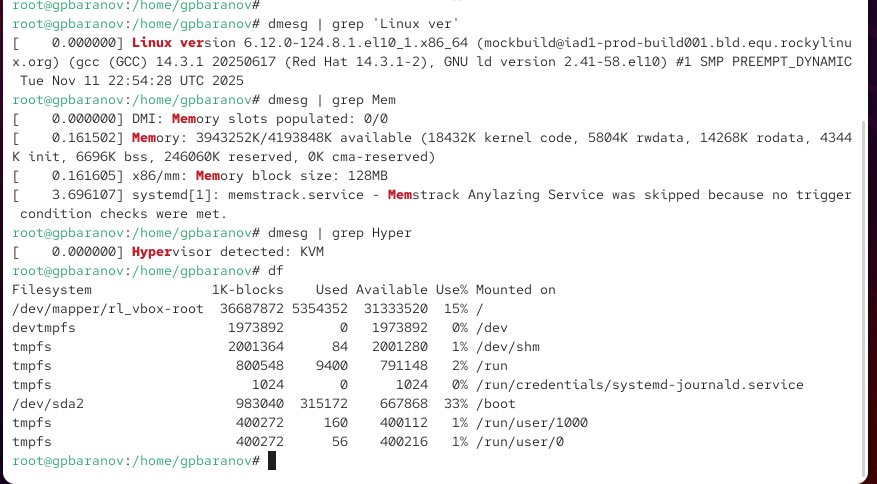 root@gpbaranov:/home/gpbaranov#
root@gpbaranov:/home/gpbaranov# dmesg | grep 'Linux ver'
[    0.000000] Linux version 6.12.0-124.8.1.el10_1.x86_64 (mockbuild@iad1-prod-build001.bld.equ.rockylinu
x.org) (gcc (GCC) 14.3.1 20250617 (Red Hat 14.3.1-2), GNU ld version 2.41-58.el10) #1 SMP PREEMPT_DYNAMIC
 Tue Nov 11 22:54:28 UTC 2025
root@gpbaranov:/home/gpbaranov# dmesg | grep Mem
[    0.000000] DMI: Memory slots populated: 0/0
[    0.161502] Memory: 3943252K/4193848K available (18432K kernel code, 5804K rwdata, 14268K rodata, 4344
K init, 6696K bss, 246060K reserved, 0K cma-reserved)
[    0.161605] x86/mm: Memory block size: 128MB
[    3.696107] systemd[1]: memstrack.service - Memstrack Anylazing Service was skipped because no trigger
 condition checks were met.
root@gpbaranov:/home/gpbaranov# dmesg | grep Hyper
[    0.000000] Hypervisor detected: KVM
root@gpbaranov:/home/gpbaranov# df
Filesystem               1K-blocks    Used Available Use% Mounted on
/dev/mapper/rl_vbox-root  36687872 5354352  31333520  15% /
devtmpfs                   1973892       0   1973892   0% /dev
tmpfs                      2001364      84   2001280   1% /dev/shm
tmpfs                       800548    9400    791148   2% /run
tmpfs                         1024       0      1024   0% /run/credentials/systemd-journald.service
/dev/sda2                   983040  315172    667868  33% /boot
tmpfs                       400272     160    400112   1% /run/user/1000
tmpfs                       400272      56    400216   1% /run/user/0
root@gpbaranov:/home/gpbaranov#